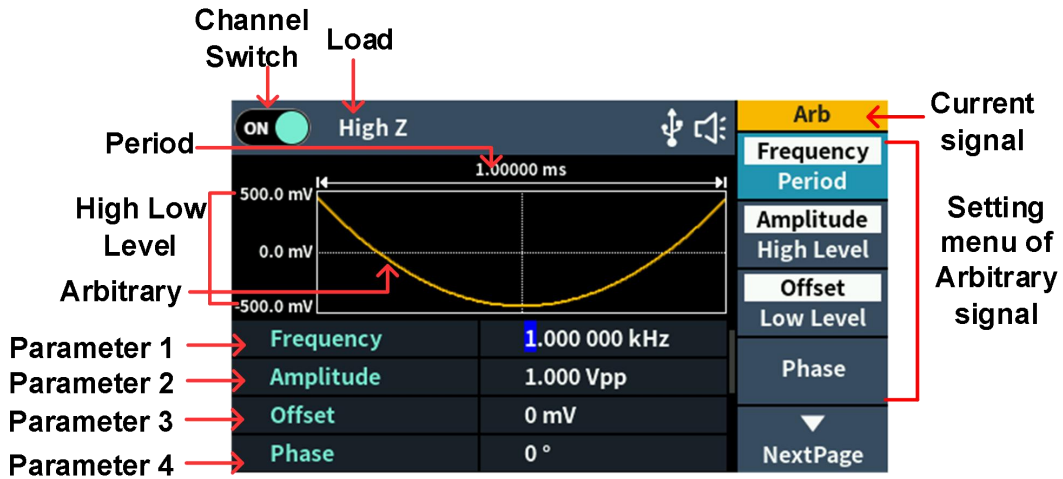 Channel
Switch
Load
Current
signal
ON
High Z
Arb
Period
1.00000 ms
Frequency
Period
500.0 mV
High Low
Level
Amplitude
High Level
Setting
menu of
Arbitrary
signal
0.0 mV
Arbitrary
-500.0 mV
Offset
Low Level
Parameter 1
Frequency
1.000 000 kHz
Parameter 2
Amplitude
1.000 Vpp
Phase
Parameter 3
Offset
0 mV
Parameter 4
Phase
0 °
NextPage